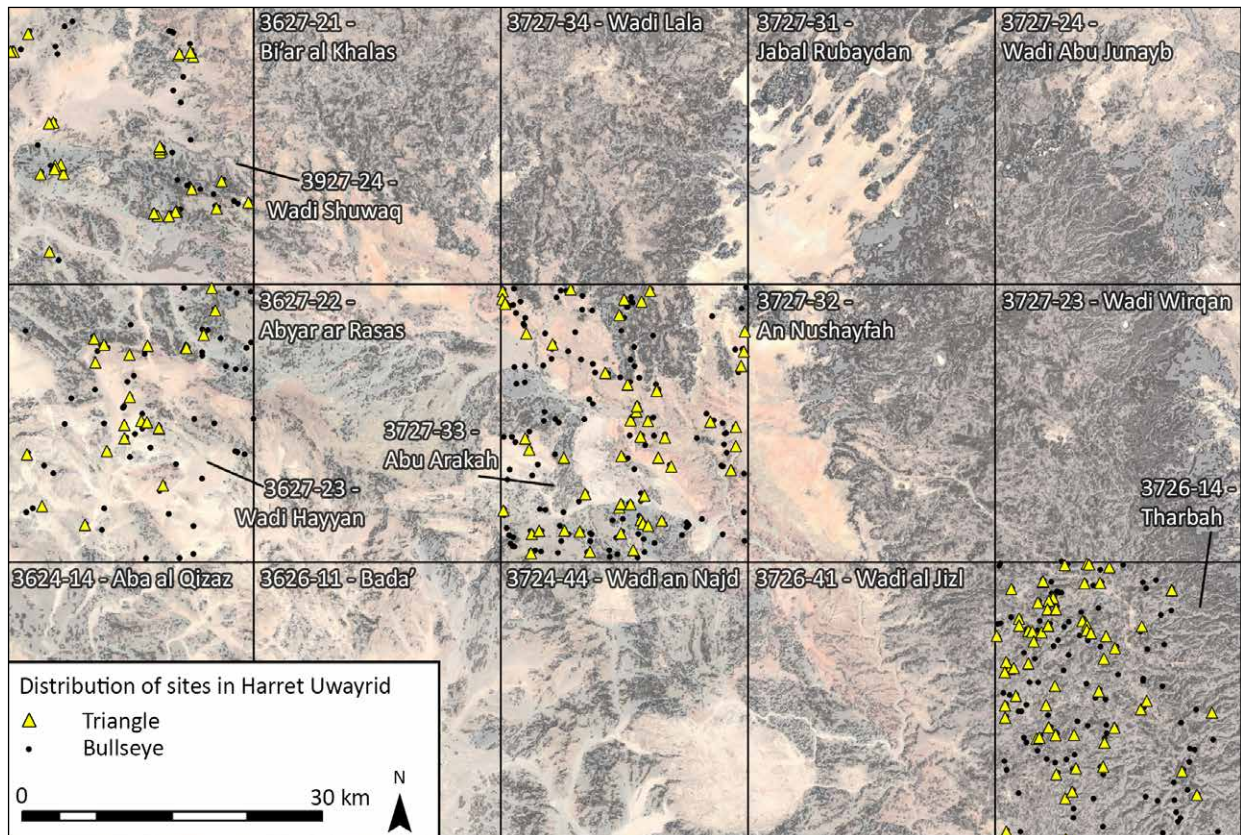 3627-21 -
Bi'ar al Khalas
3727-34 - Wadi Lala
3727-31 -
Jabal Rubaydan
3727-24 -
Wadi Abu Junayb
3927-24 -
Wadi Shuwaq
3627-22 -
Abyar ar Rasas
3727-32 -
An Nushayfah
3727-23 - Wadi Wirqan
3727-33 -
Abu Arakah
3627-23 -
Wadi Hayyan
3726-14 -
Tharbah
3624-14 - Aba al Qizaz
3626-11 - Bada'
3724-44 - Wadi an Najd
3726-41 - Wadi al Jizl
Distribution of sites in Harret Uwayrid
Triangle
Bullseye
0
30 km
N